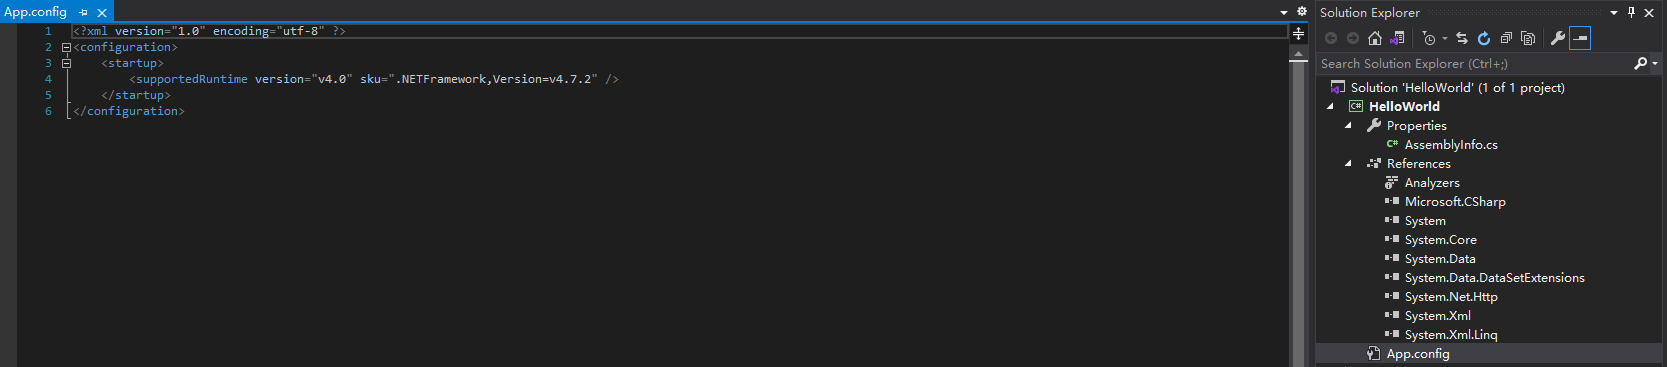 App.config
1 <?xml version="1.0" encoding="utf-8" ?>
2 <configuration>
3 <startup>
4 <supportedRuntime version="v4.0" sku=".NETFramework,Version=v4.7.2" />
5 </startup>
6 </configuration>
Solution Explorer
Search Solution Explorer (Ctrl+;)
Solution 'HelloWorld' (1 of 1 project)
C# HelloWorld
Properties
C# AssemblyInfo.cs
References
Analyzers
Microsoft.CSharp
System
System.Core
System.Data
System.Data.DataSetExtensions
System.Net.Http
System.Xml
System.Xml.Linq
App.config